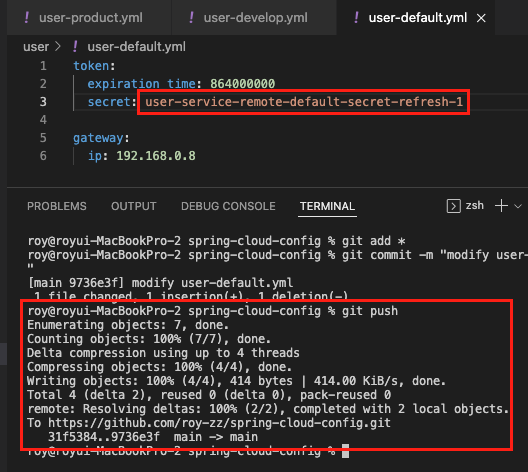 user-product.yml
user-develop.yml
user-default.yml
user > user-default.yml
1 token:
2 expiration_time: 864000000
3 secret: user-service-remote-default-secret-refresh-1
4
5 gateway:
6 ip: 192.168.0.8
PROBLEMS OUTPUT DEBUG CONSOLE TERMINAL zsh
roy@royui-MacBookPro-2 spring-cloud-config % git add *
roy@royui-MacBookPro-2 spring-cloud-config % git commit -m "modify user-
"
[main 9736e3f] modify user-default.yml
1 file changed, 1 insertion(+), 1 deletion(-)
roy@royui-MacBookPro-2 spring-cloud-config % git push
Enumerating objects: 7, done.
Counting objects: 100% (7/7), done.
Delta compression using up to 4 threads
Compressing objects: 100% (4/4), done.
Writing objects: 100% (4/4), 414 bytes | 414.00 KiB/s, done.
Total 4 (delta 2), reused 0 (delta 0), pack-reused 0
remote: Resolving deltas: 100% (2/2), completed with 2 local objects.
To https://github.com/roy-zz/spring-cloud-config.git
31f5384..9736e3f main -> main
roy@royui-MacBookPro-2 spring-cloud-config %